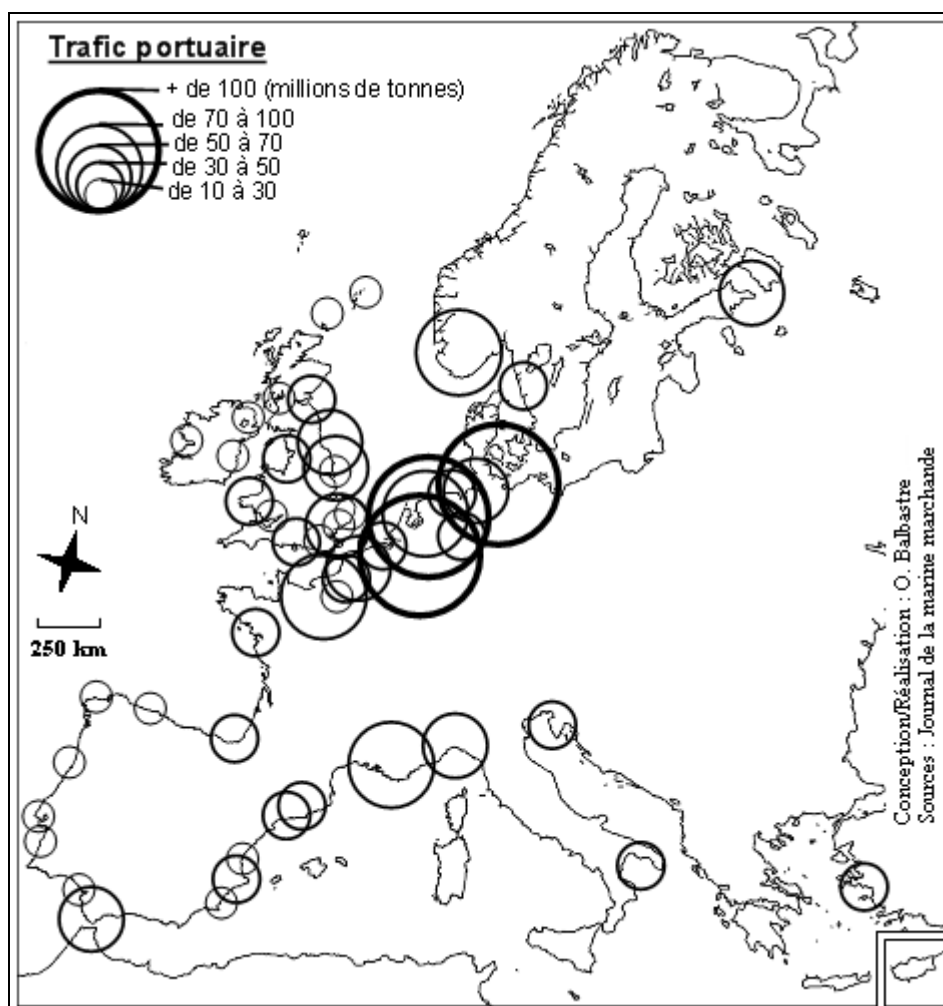 Trafic portuaire
+ de 100 (millions de tonnes)
de 70 à 100
de 50 à 70
de 30 à 50
de 10 à 30
N
250 km
Conception/Réalisation : O. Balbastre
Sources : Journal de la marine marchande